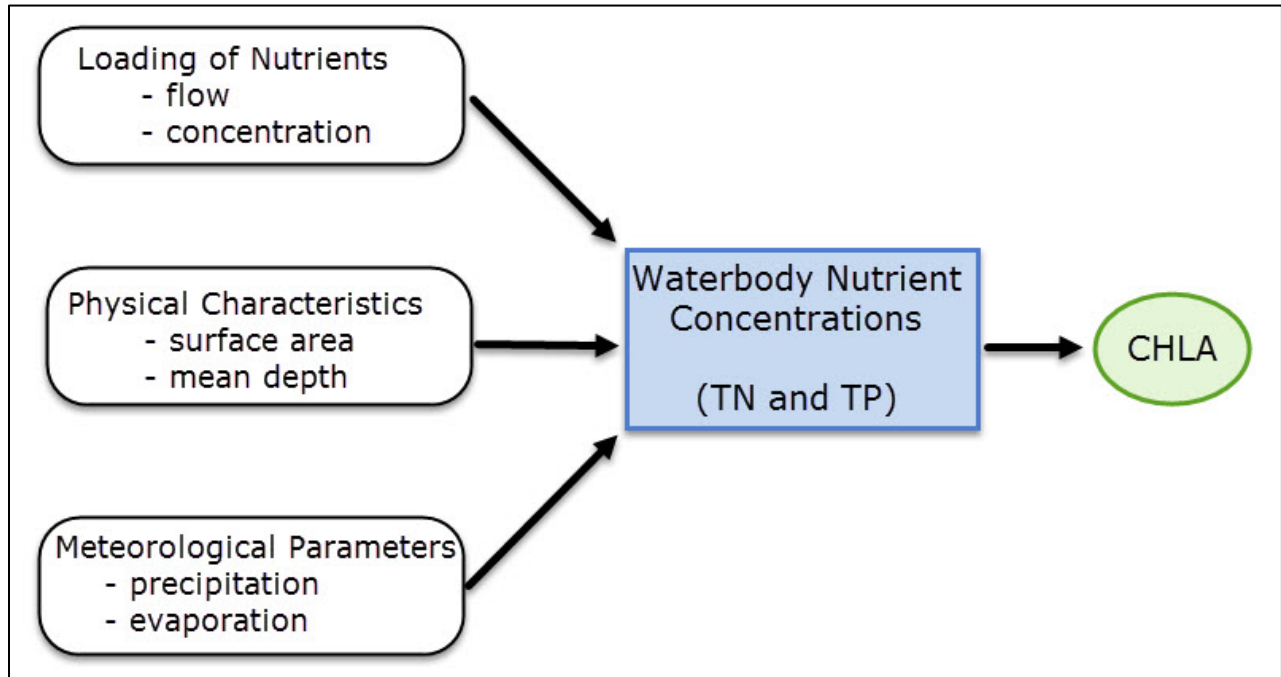 Loading of Nutrients
- flow
- concentration
Physical Characteristics
- surface area
- mean depth
Meteorological Parameters
- precipitation
- evaporation
Waterbody Nutrient
Concentrations
(TN and TP)
CHLA